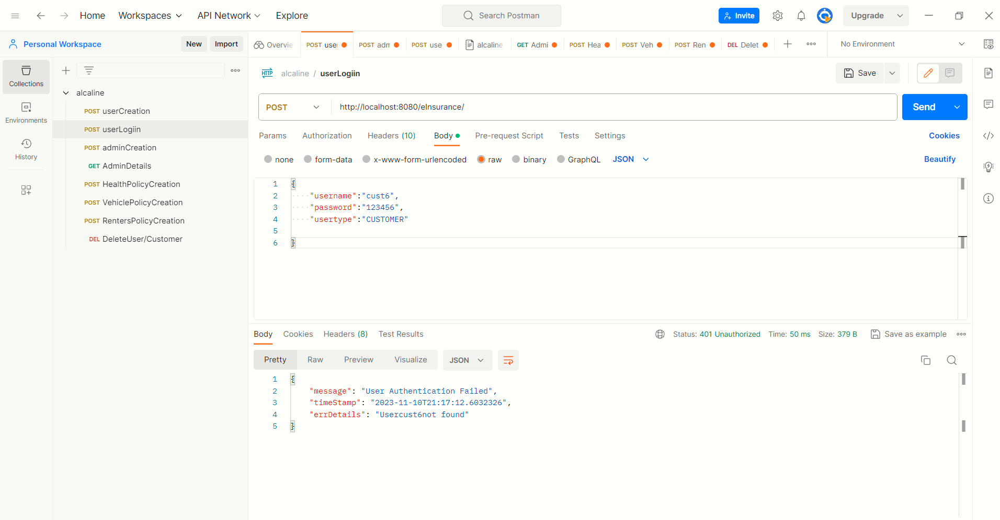 Home Workspaces API Network Explore Search Postman Invite Upgrade
Personal Workspace New Import Overvie POST use POST adm POST use alcaline GET Admi POST Hea POST Veh POST Ren DEL Delet No Environment
Collections
Environments
History
alcaline
POST userCreation
POST userLogiin
POST adminCreation
GET AdminDetails
POST HealthPolicyCreation
POST VehiclePolicyCreation
POST RentersPolicyCreation
DEL DeleteUser/Customer
HTTP alcaline / userLogiin Save
POST http://localhost:8080/eInsurance/ Send
Params Authorization Headers (10) Body Pre-request Script Tests Settings Cookies
none form-data x-www-form-urlencoded raw binary GraphQL JSON Beautify
1 {
2 "username":"cust6",
3 "password":"123456",
4 "usertype":"CUSTOMER"
5
6 }
Body Cookies Headers (8) Test Results Status: 401 Unauthorized Time: 50 ms Size: 379 B Save as example
Pretty Raw Preview Visualize JSON
1 {
2 "message": "User Authentication Failed",
3 "timeStamp": "2023-11-10T21:17:12.6032326",
4 "errDetails": "Usercust6not found"
5 }